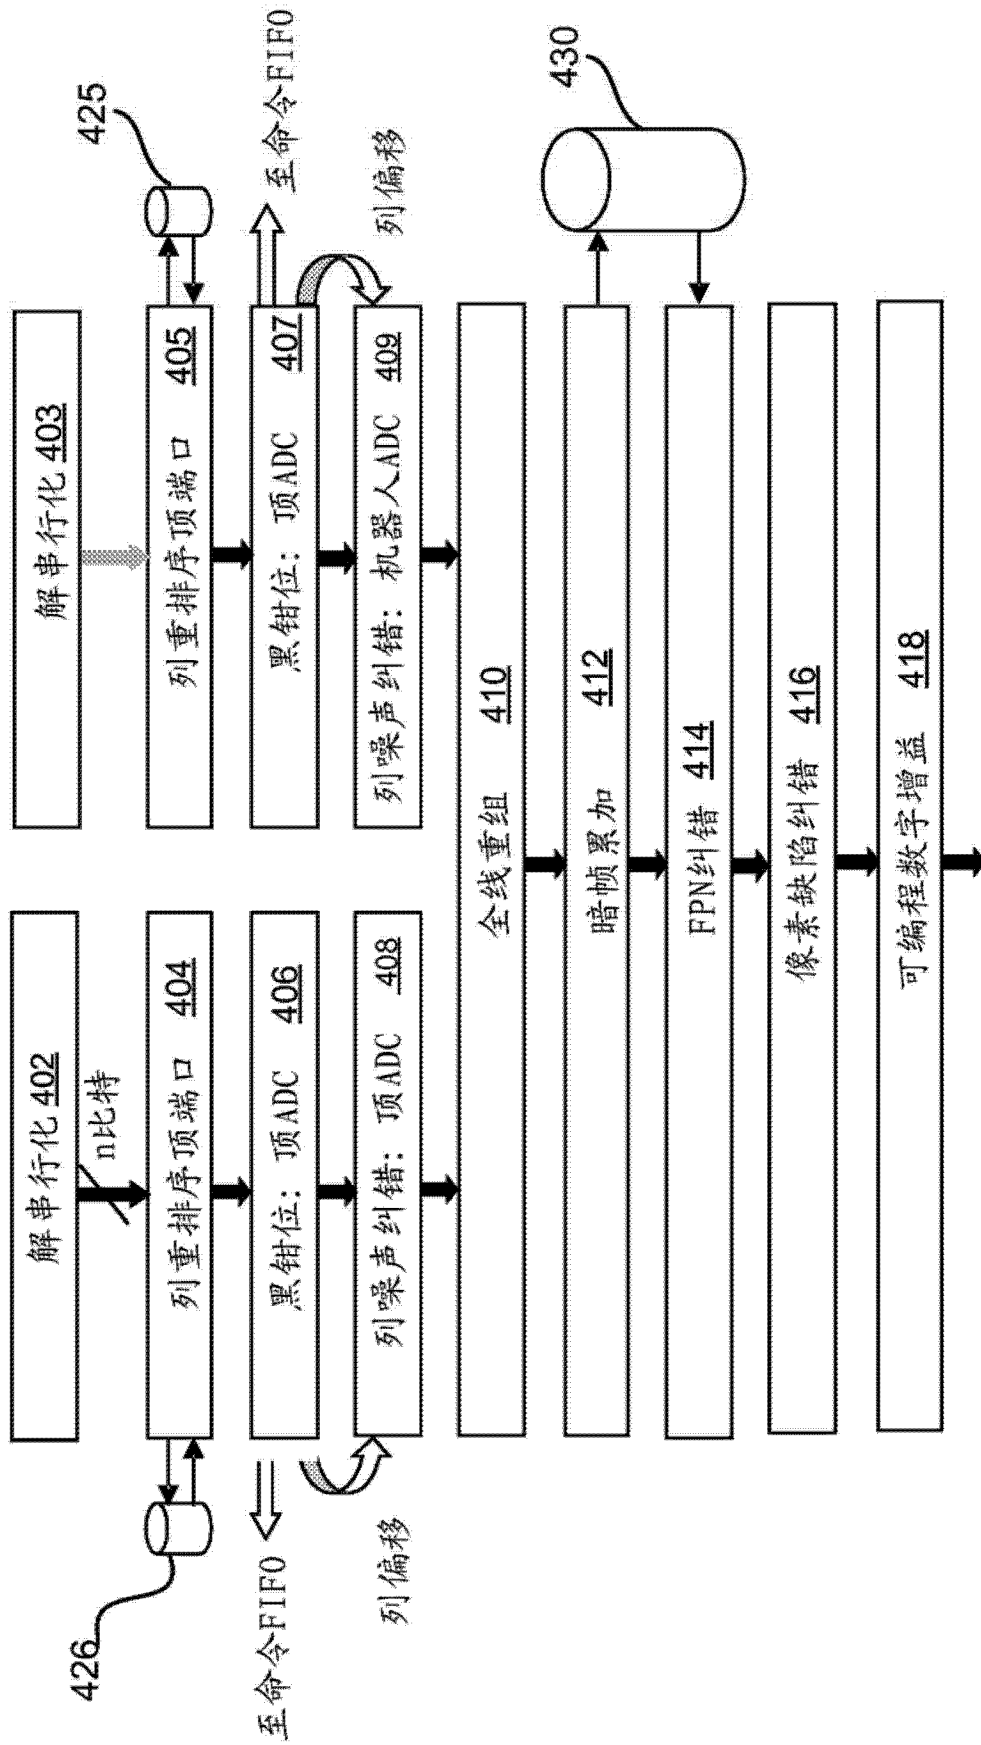 解串行化 402
解串行化 403
n比特
426
列重排序顶端口 404
列重排序顶端口 405
425
至命令FIFO
黑钳位：顶ADC 406
黑钳位：顶ADC 407
至命令FIFO
列偏移
列噪声纠错：顶ADC 408
列噪声纠错：机器人ADC 409
列偏移
全线重组 410
暗帧累加 412
430
FPN纠错 414
像素缺陷纠错 416
可编程数字增益 418